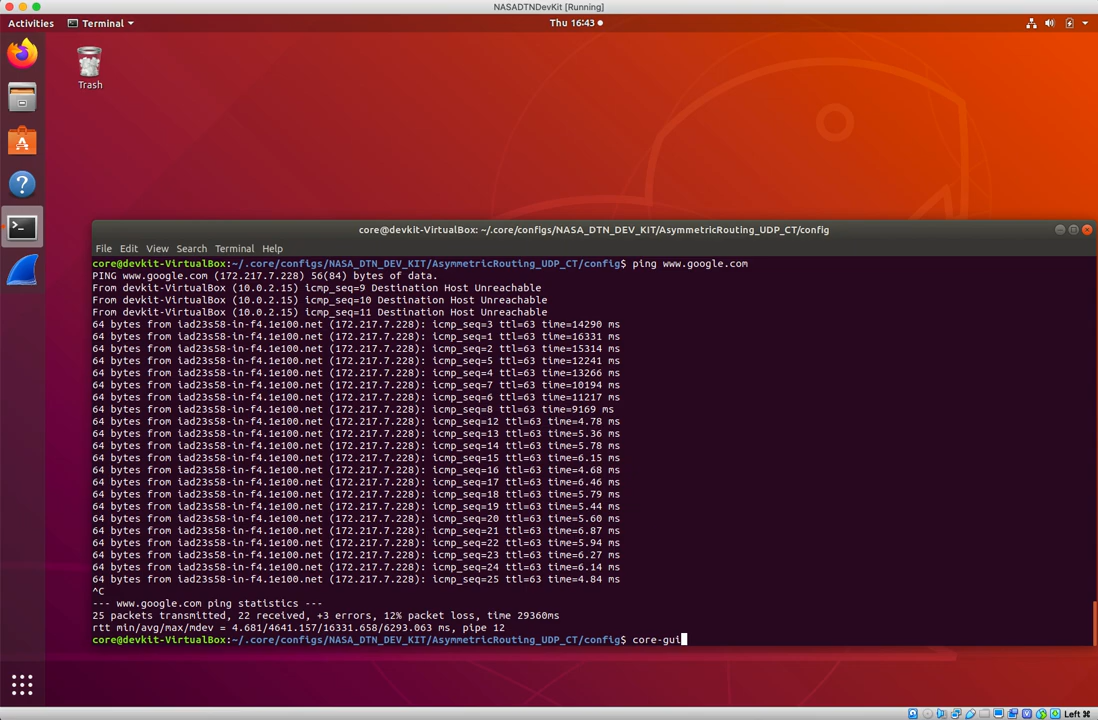 NASADTNDevKit [Running]
Activities
Terminal
Thu 16:43
Trash
core@devkit-VirtualBox: ~/.core/configs/NASA_DTN_DEV_KIT/AsymmetricRouting_UDP_CT/config
File Edit View Search Terminal Help
core@devkit-VirtualBox:~/.core/configs/NASA_DTN_DEV_KIT/AsymmetricRouting_UDP_CT/config$ ping www.google.com
PING www.google.com (172.217.7.228) 56(84) bytes of data.
From devkit-VirtualBox (10.0.2.15) icmp_seq=9 Destination Host Unreachable
From devkit-VirtualBox (10.0.2.15) icmp_seq=10 Destination Host Unreachable
From devkit-VirtualBox (10.0.2.15) icmp_seq=11 Destination Host Unreachable
64 bytes from iad23s58-in-f4.1e100.net (172.217.7.228): icmp_seq=3 ttl=63 time=14290 ms
64 bytes from iad23s58-in-f4.1e100.net (172.217.7.228): icmp_seq=1 ttl=63 time=16331 ms
64 bytes from iad23s58-in-f4.1e100.net (172.217.7.228): icmp_seq=2 ttl=63 time=15314 ms
64 bytes from iad23s58-in-f4.1e100.net (172.217.7.228): icmp_seq=5 ttl=63 time=12241 ms
64 bytes from iad23s58-in-f4.1e100.net (172.217.7.228): icmp_seq=4 ttl=63 time=13266 ms
64 bytes from iad23s58-in-f4.1e100.net (172.217.7.228): icmp_seq=7 ttl=63 time=10194 ms
64 bytes from iad23s58-in-f4.1e100.net (172.217.7.228): icmp_seq=6 ttl=63 time=11217 ms
64 bytes from iad23s58-in-f4.1e100.net (172.217.7.228): icmp_seq=8 ttl=63 time=9169 ms
64 bytes from iad23s58-in-f4.1e100.net (172.217.7.228): icmp_seq=12 ttl=63 time=4.78 ms
64 bytes from iad23s58-in-f4.1e100.net (172.217.7.228): icmp_seq=13 ttl=63 time=5.36 ms
64 bytes from iad23s58-in-f4.1e100.net (172.217.7.228): icmp_seq=14 ttl=63 time=5.78 ms
64 bytes from iad23s58-in-f4.1e100.net (172.217.7.228): icmp_seq=15 ttl=63 time=6.15 ms
64 bytes from iad23s58-in-f4.1e100.net (172.217.7.228): icmp_seq=16 ttl=63 time=4.68 ms
64 bytes from iad23s58-in-f4.1e100.net (172.217.7.228): icmp_seq=17 ttl=63 time=6.46 ms
64 bytes from iad23s58-in-f4.1e100.net (172.217.7.228): icmp_seq=18 ttl=63 time=5.79 ms
64 bytes from iad23s58-in-f4.1e100.net (172.217.7.228): icmp_seq=19 ttl=63 time=5.44 ms
64 bytes from iad23s58-in-f4.1e100.net (172.217.7.228): icmp_seq=20 ttl=63 time=5.60 ms
64 bytes from iad23s58-in-f4.1e100.net (172.217.7.228): icmp_seq=21 ttl=63 time=6.87 ms
64 bytes from iad23s58-in-f4.1e100.net (172.217.7.228): icmp_seq=22 ttl=63 time=5.94 ms
64 bytes from iad23s58-in-f4.1e100.net (172.217.7.228): icmp_seq=23 ttl=63 time=6.27 ms
64 bytes from iad23s58-in-f4.1e100.net (172.217.7.228): icmp_seq=24 ttl=63 time=6.14 ms
64 bytes from iad23s58-in-f4.1e100.net (172.217.7.228): icmp_seq=25 ttl=63 time=4.84 ms
^C
--- www.google.com ping statistics ---
25 packets transmitted, 22 received, +3 errors, 12% packet loss, time 29360ms
rtt min/avg/max/mdev = 4.681/4641.157/16331.658/6293.063 ms, pipe 12
core@devkit-VirtualBox:~/.core/configs/NASA_DTN_DEV_KIT/AsymmetricRouting_UDP_CT/config$ core-gui
Left ⌘